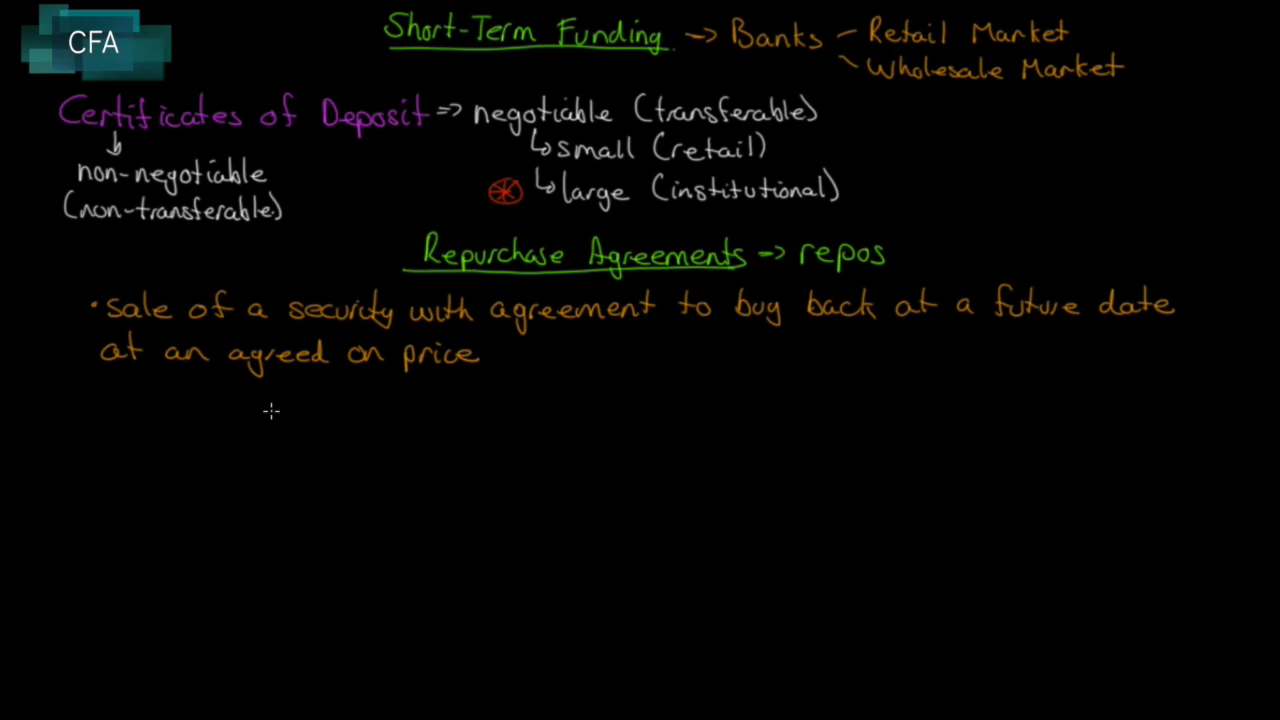 CFA
Short-Term Funding -> Banks - Retail Market
- Wholesale Market
Certificates of Deposit => negotiable (transferable)
↳ small (retail)
↳ large (institutional)
↓
non-negotiable
(non-transferable)
Repurchase Agreements => repos
• sale of a security with agreement to buy back at a future date
at an agreed on price